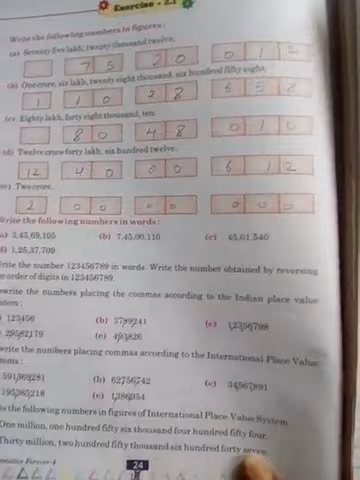 Exercise - 2.1
Write the following numbers in figures :
(a) Seventy five lakh, twenty thousand twelve.
7 5 2 0 0 1 2
(b) One crore, six lakh, twenty eight thousand, six hundred fifty eight.
1 1 0 2 8 6 5 2
(c) Eighty lakh, forty eight thousand, ten.
8 0 4 8 0 1 0
(d) Twelve crore forty lakh, six hundred twelve.
12 4 0 0 0 6 1 2
Two crore.
2 0 0 0 0 0 0 0
Write the following numbers in words :
3,45,69,105 (b) 7,45,00,110 (c) 45,01,540
1,25,37,709
the number 123456789 in words. Write the number obtained by reversing
order of digits in 123456789.
the numbers placing the commas according to the Indian place value
123456 (b) 3789241 (c) 12356798
29582179 (e) 493826
the numbers placing commas according to the International Place Value
591369281 (b) 62756742 (c) 34567891
195365218 (e) 1386954
the following numbers in figures of International Place Value System
One million, one hundred fifty six thousand four hundred fifty four.
Thirty million, two hundred fifty thousand six hundred forty seven.
Forever-4 24